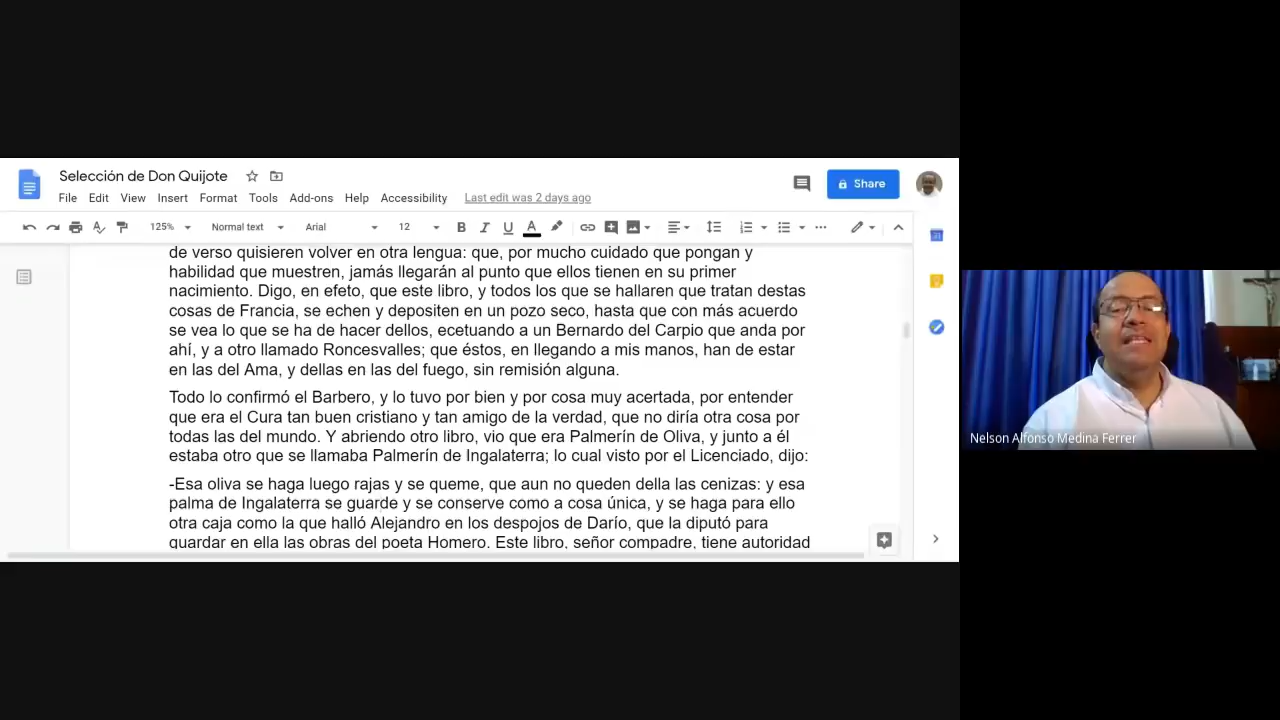 Selección de Don Quijote
File Edit View Insert Format Tools Add-ons Help Accessibility Last edit was 2 days ago
Share
125% Normal text Arial 12 B I U A
de verso quisieren volver en otra lengua: que, por mucho cuidado que pongan y
habilidad que muestren, jamás llegarán al punto que ellos tienen en su primer
nacimiento. Digo, en efeto, que este libro, y todos los que se hallaren que tratan destas
cosas de Francia, se echen y depositen en un pozo seco, hasta que con más acuerdo
se vea lo que se ha de hacer dellos, ecetuando a un Bernardo del Carpio que anda por
ahí, y a otro llamado Roncesvalles; que éstos, en llegando a mis manos, han de estar
en las del Ama, y dellas en las del fuego, sin remisión alguna.
Todo lo confirmó el Barbero, y lo tuvo por bien y por cosa muy acertada, por entender
que era el Cura tan buen cristiano y tan amigo de la verdad, que no diría otra cosa por
todas las del mundo. Y abriendo otro libro, vio que era Palmerín de Oliva, y junto a él
estaba otro que se llamaba Palmerín de Ingalaterra; lo cual visto por el Licenciado, dijo:
-Esa oliva se haga luego rajas y se queme, que aun no queden della las cenizas: y esa
palma de Ingalaterra se guarde y se conserve como a cosa única, y se haga para ello
otra caja como la que halló Alejandro en los despojos de Darío, que la diputó para
guardar en ella las obras del poeta Homero. Este libro, señor compadre, tiene autoridad
Nelson Alfonso Medina Ferrer